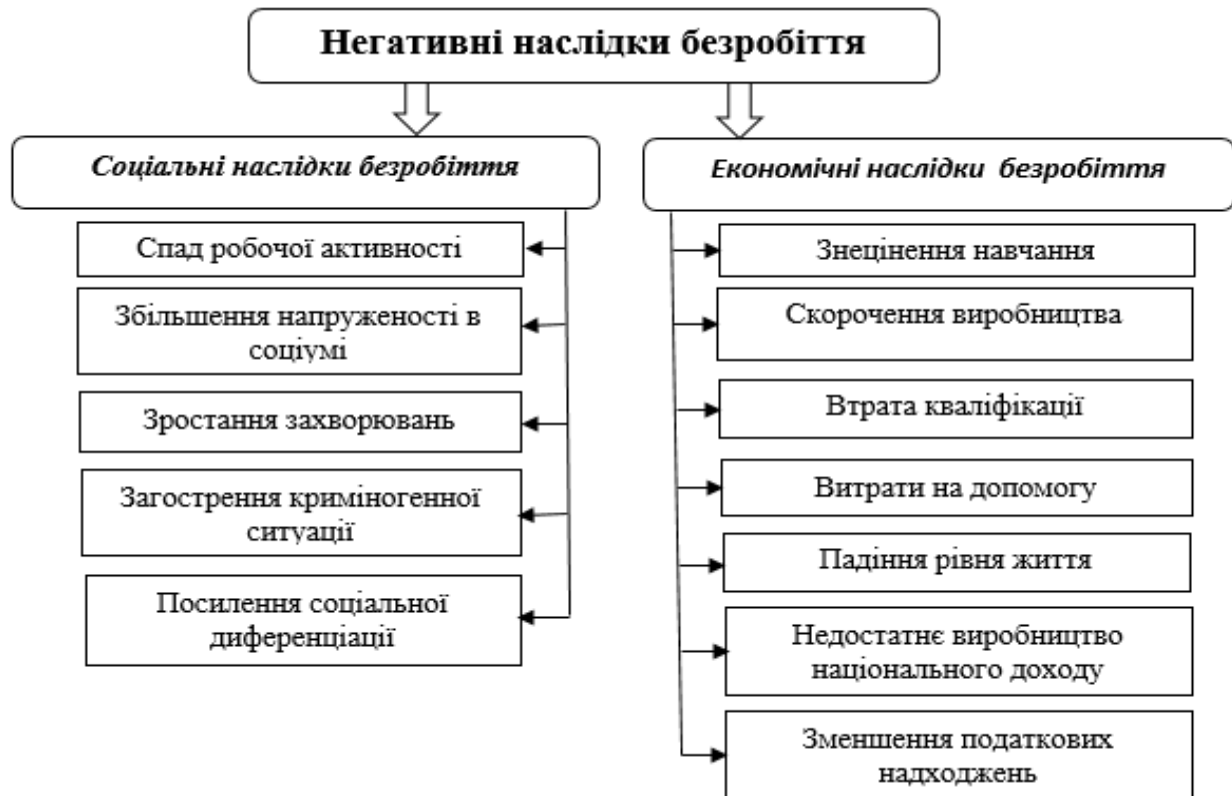 Негативні наслідки безробіття
Соціальні наслідки безробіття
Спад робочої активності
Збільшення напруженості в
соціумі
Зростання захворювань
Загострення криміногенної
ситуації
Посилення соціальної
диференціації
Економічні наслідки безробіття
Знецінення навчання
Скорочення виробництва
Втрата кваліфікації
Витрати на допомогу
Падіння рівня життя
Недостатнє виробництво
національного доходу
Зменшення податкових
надходжень